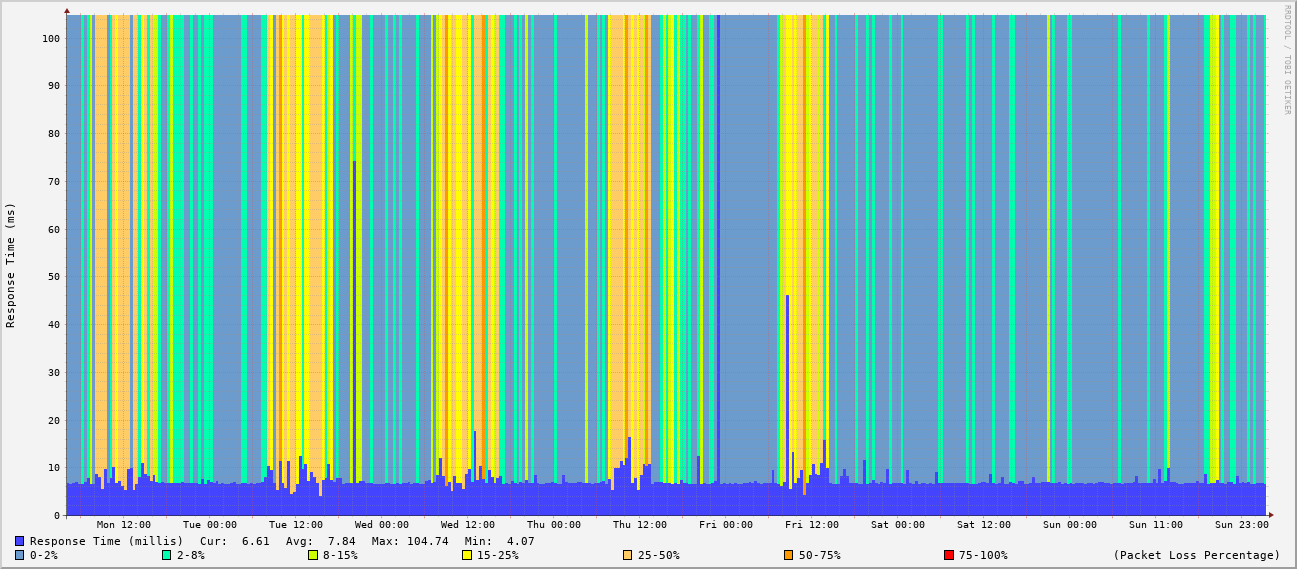 RRDTOOL / TOBI OETIKER
Response Time (ms)
100
90
80
70
60
50
40
30
20
10
0
Mon 12:00 Tue 00:00 Tue 12:00 Wed 00:00 Wed 12:00 Thu 00:00 Thu 12:00 Fri 00:00 Fri 12:00 Sat 00:00 Sat 12:00 Sun 00:00 Sun 11:00 Sun 23:00
Response Time (millis) Cur: 6.61 Avg: 7.84 Max: 104.74 Min: 4.07
0-2% 2-8% 8-15% 15-25% 25-50% 50-75% 75-100% (Packet Loss Percentage)